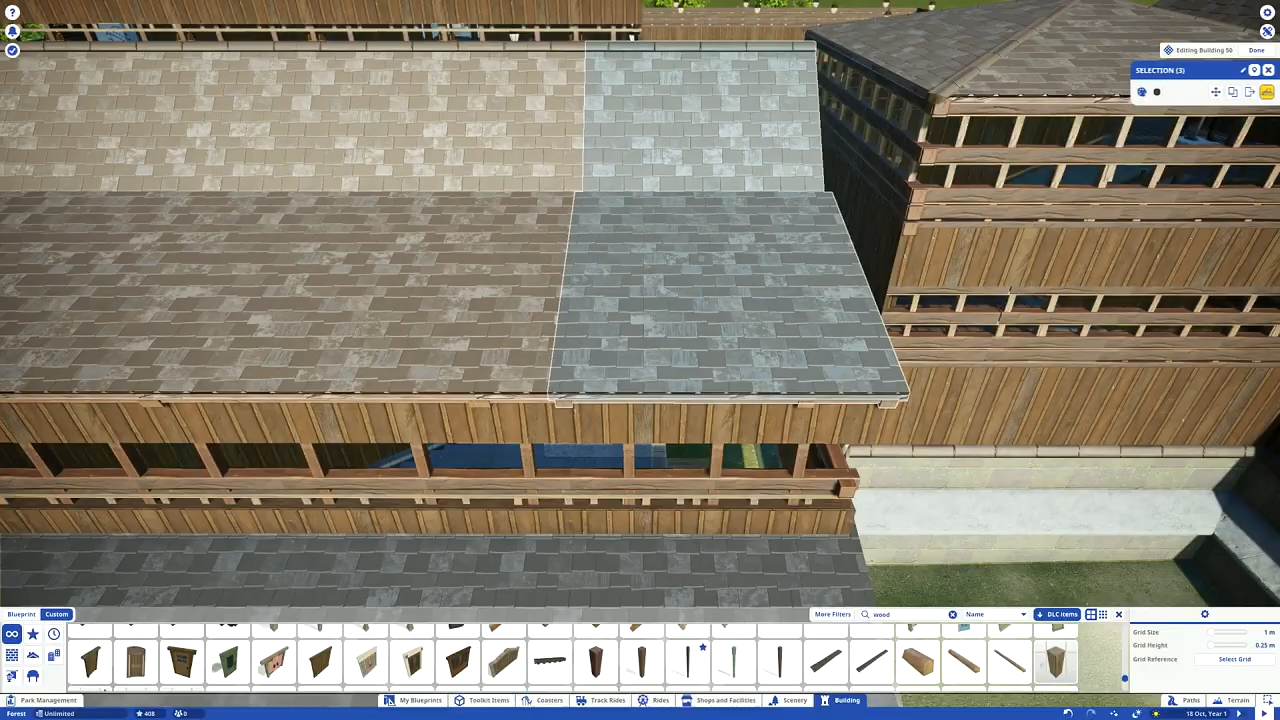 ?
Editing Building 50 Done
SELECTION (3)
Blueprint Custom More Filters wood Name DLC Items
Grid Size 1 m
Grid Height 0.25 m
Grid Reference Select Grid
Park Management My Blueprints Toolkit Items Coasters Track Rides Rides Shops and Facilities Scenery Building Paths Terrain
Forest Unlimited 408 0 18 Oct, Year 1